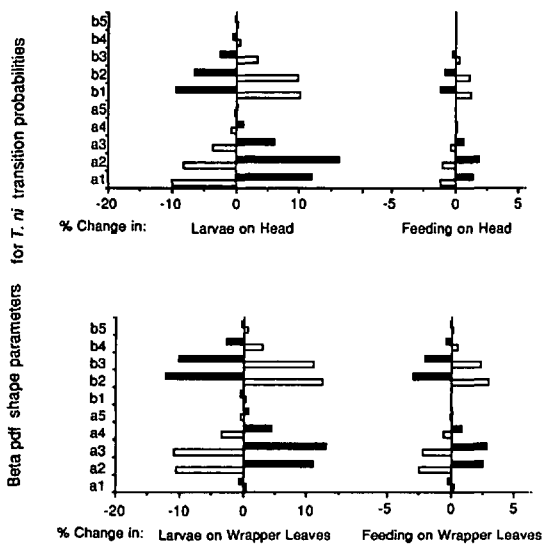 Beta pdf shape parameters for T. ni transition probabilities
b5
b4
b3
b2
b1
a5
a4
a3
a2
a1
-20 -10 0 10 -5 0 5
% Change in: Larvae on Head Feeding on Head
b5
b4
b3
b2
b1
a5
a4
a3
a2
a1
-20 -10 0 10 -5 0 5
% Change in: Larvae on Wrapper Leaves Feeding on Wrapper Leaves